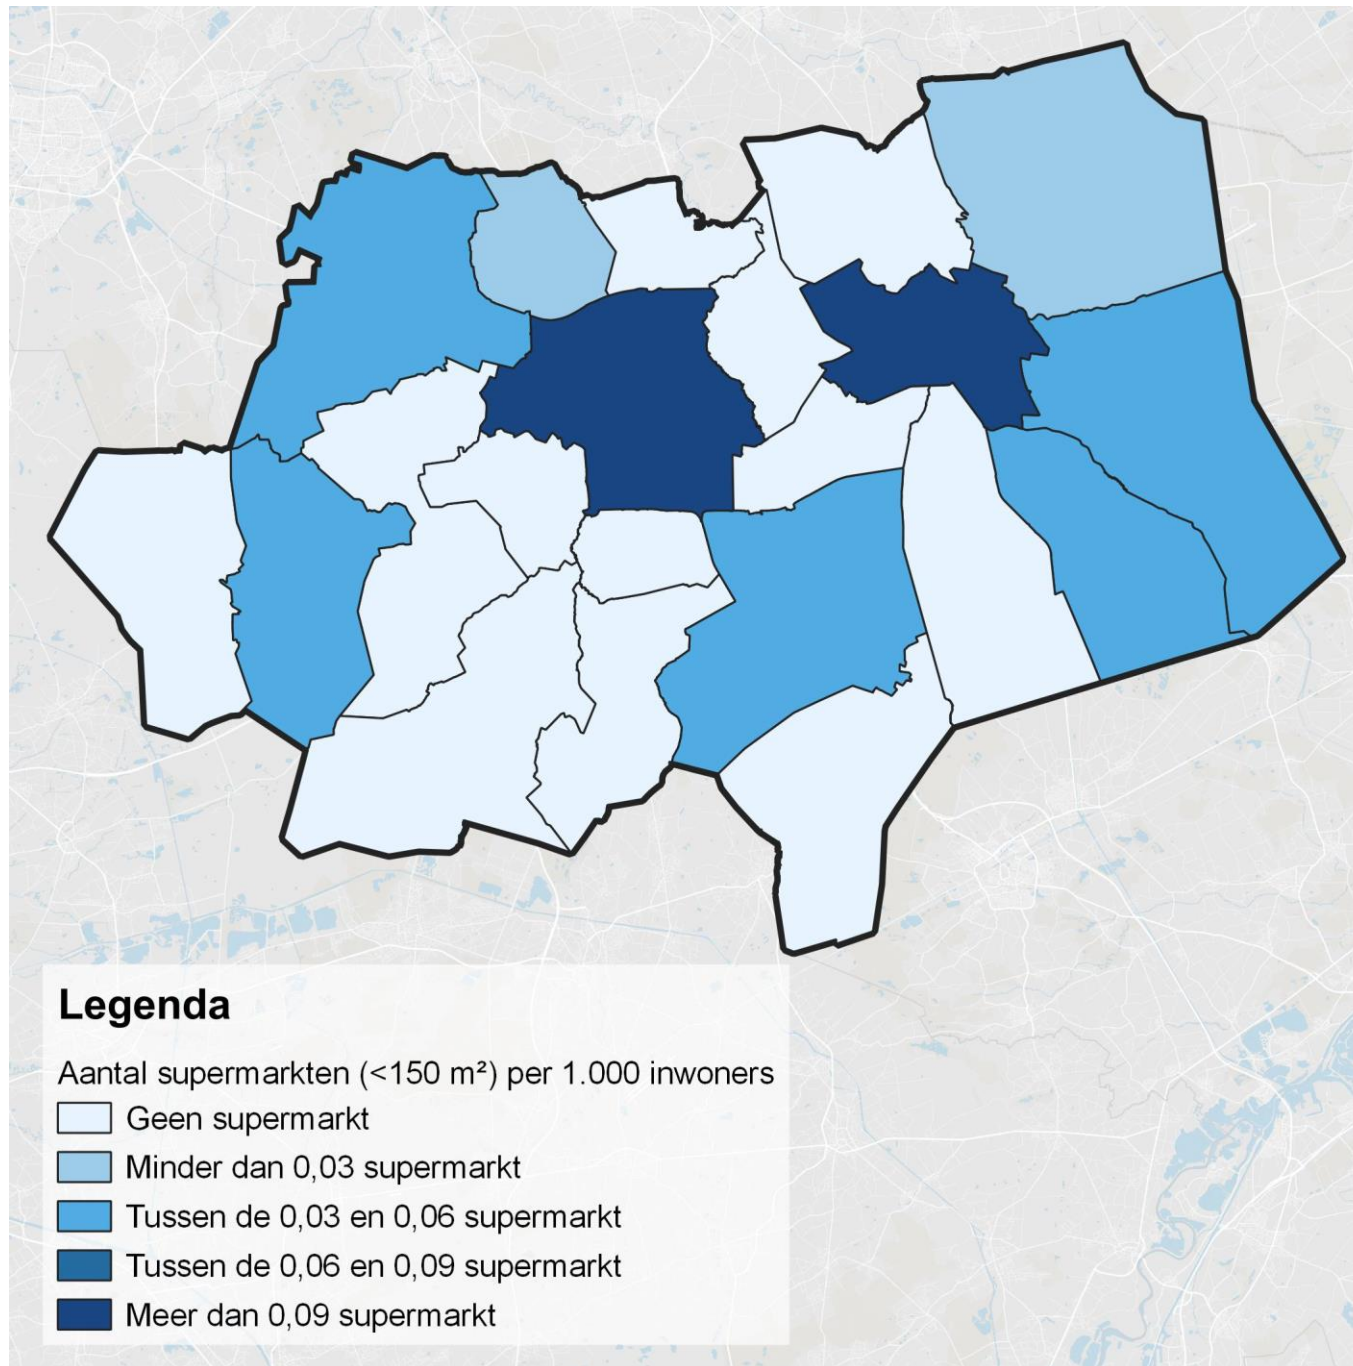 Legenda
Aantal supermarkten (<150 m²) per 1.000 inwoners
Geen supermarkt
Minder dan 0,03 supermarkt
Tussen de 0,03 en 0,06 supermarkt
Tussen de 0,06 en 0,09 supermarkt
Meer dan 0,09 supermarkt